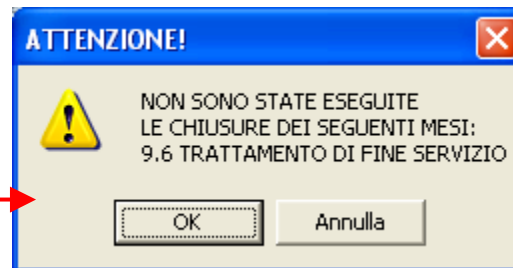 ATTENZIONE!
NON SONO STATE ESEGUITE
LE CHIUSURE DEI SEGUENTI MESI:
9.6 TRATTAMENTO DI FINE SERVIZIO
OK
Annulla